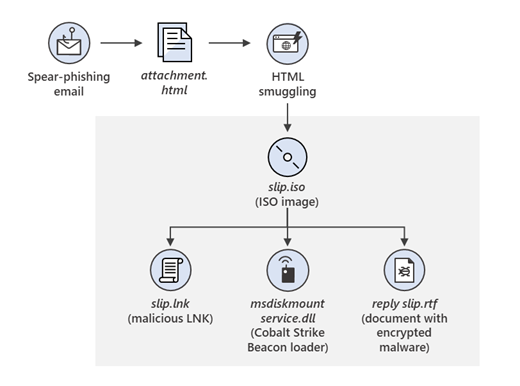 Spear-phishing
email
attachment.
html
HTML
smuggling
slip.iso
(ISO image)
slip.lnk
(malicious LNK)
msdiskmount
service.dll
(Cobalt Strike
Beacon loader)
reply slip.rtf
(document with
encrypted
malware)